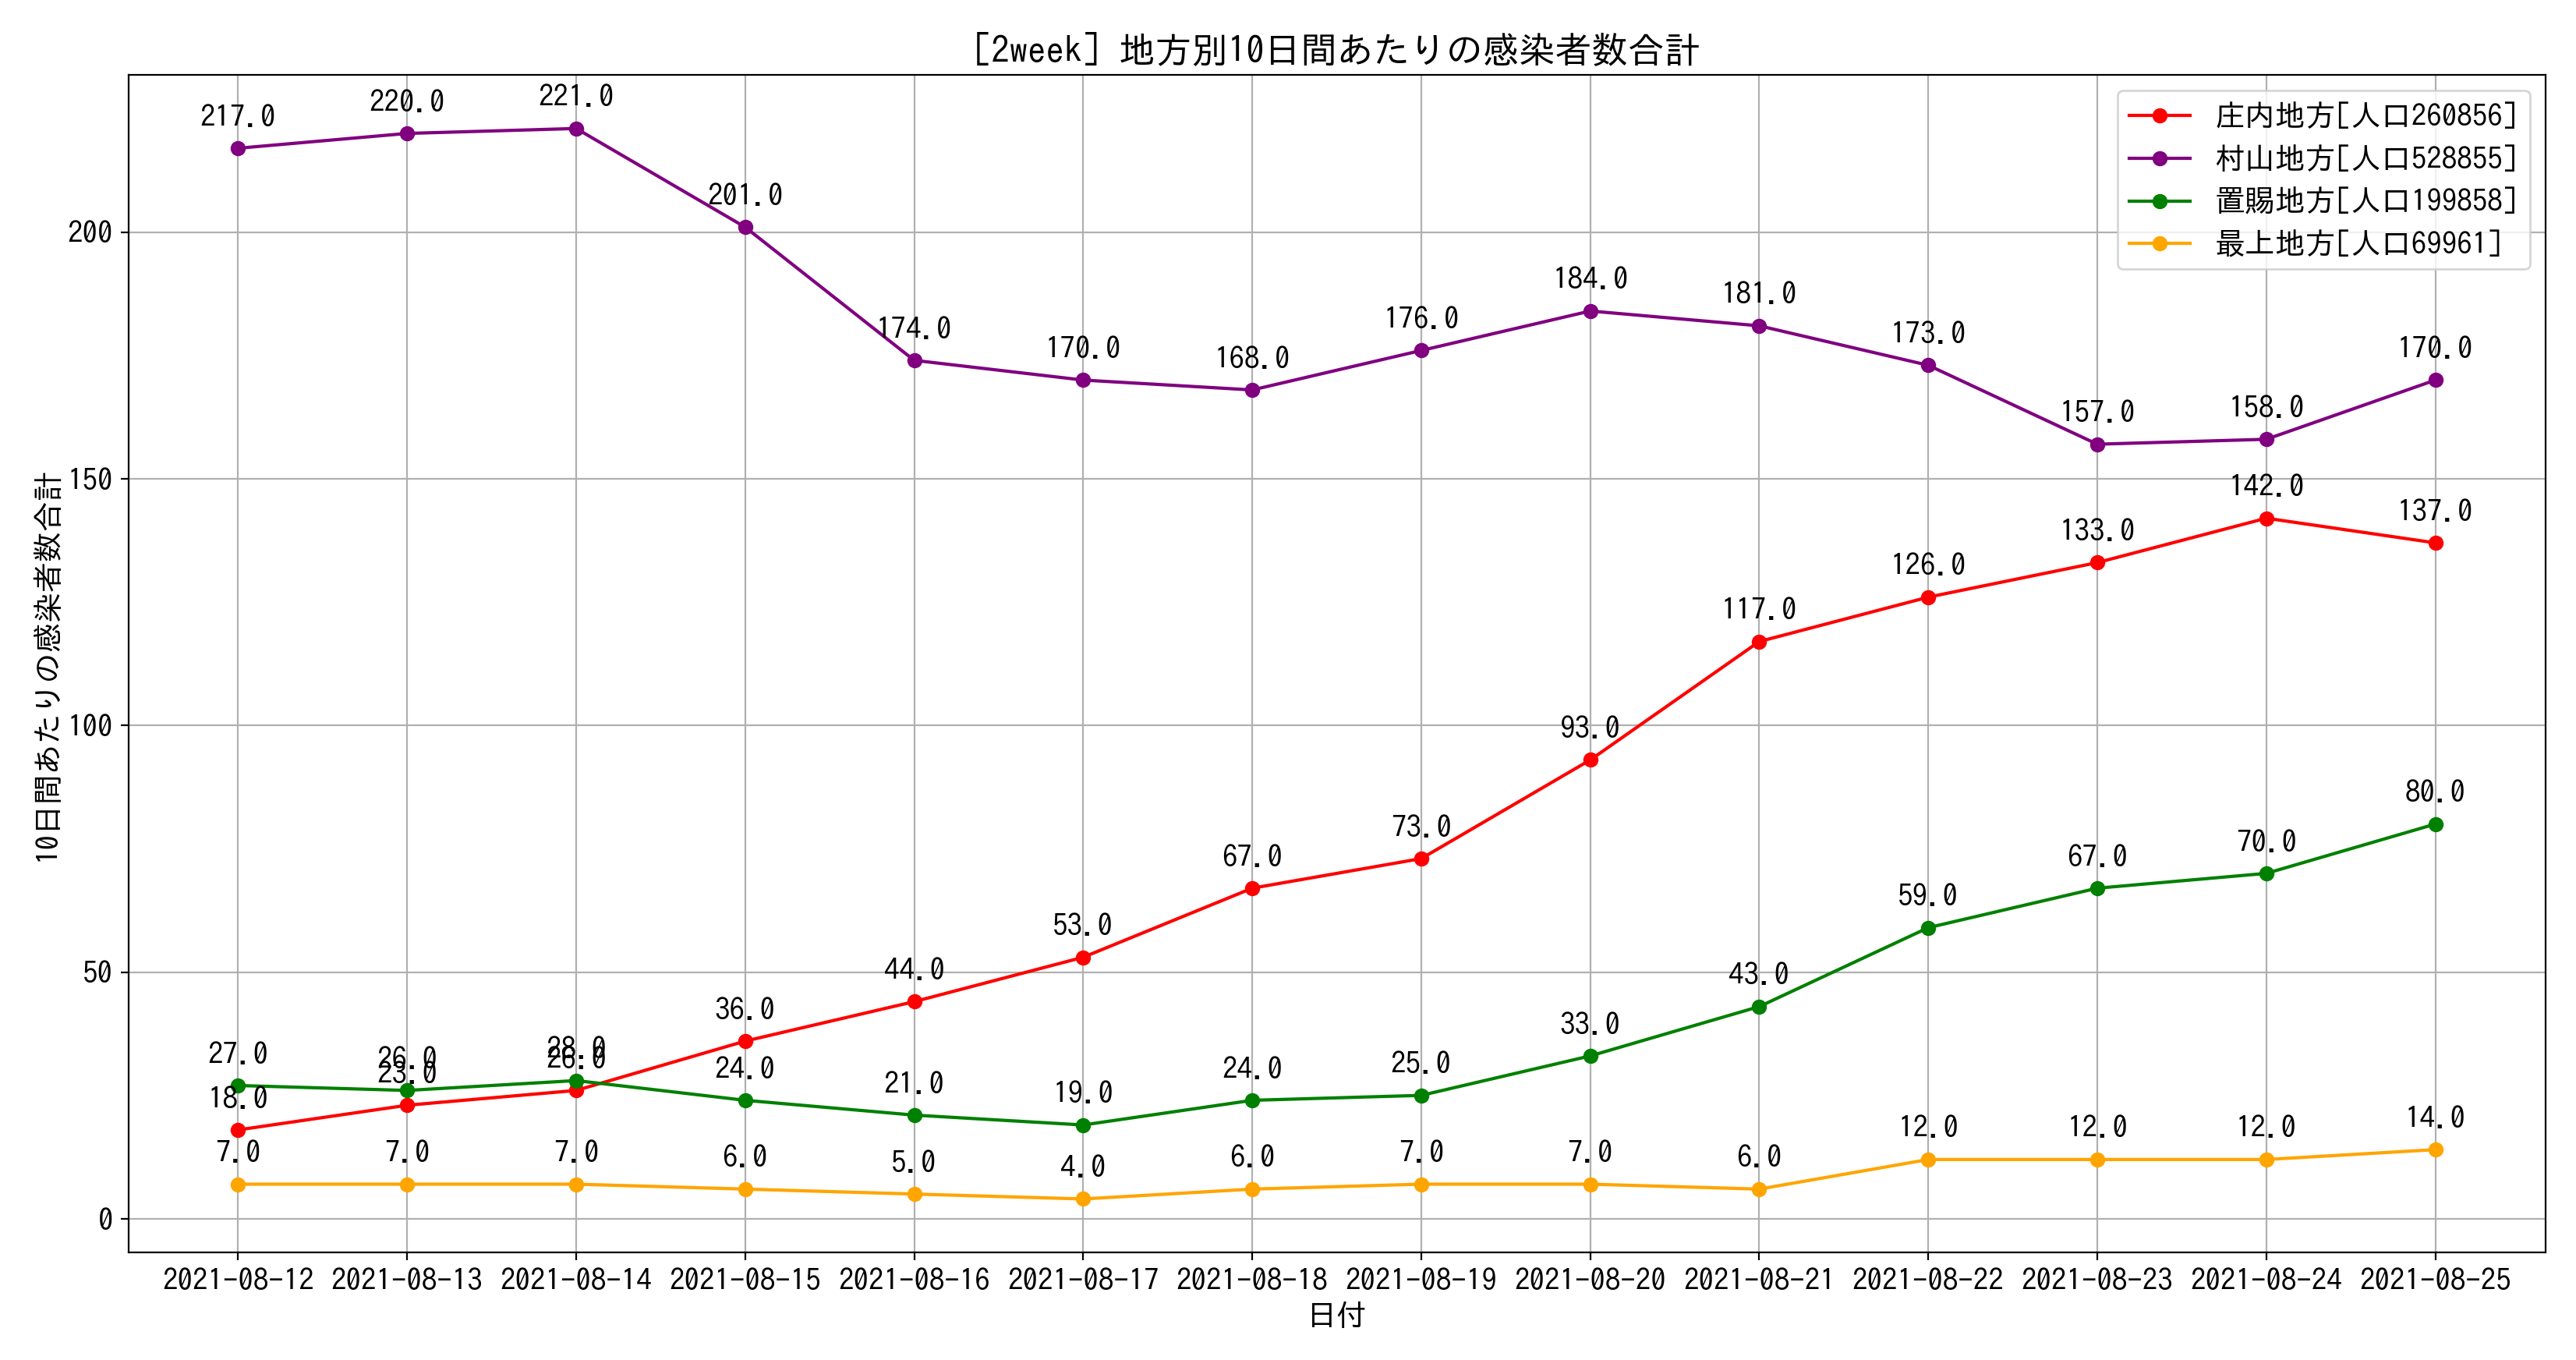 [2week] 地方別10日間あたりの感染者数合計
庄内地方[人口260856]
村山地方[人口528855]
置賜地方[人口199858]
最上地方[人口69961]
10日間あたりの感染者数合計
200
150
100
50
0
217.0 220.0 221.0 201.0 174.0 170.0 168.0 176.0 184.0 181.0 173.0 157.0 158.0 170.0
18.0 23.0 26.0 36.0 44.0 53.0 67.0 73.0 93.0 117.0 126.0 133.0 142.0 137.0
27.0 26.0 28.0 24.0 21.0 19.0 24.0 25.0 33.0 43.0 59.0 67.0 70.0 80.0
7.0 7.0 7.0 6.0 5.0 4.0 6.0 7.0 7.0 6.0 12.0 12.0 12.0 14.0
2021-08-12 2021-08-13 2021-08-14 2021-08-15 2021-08-16 2021-08-17 2021-08-18 2021-08-19 2021-08-20 2021-08-21 2021-08-22 2021-08-23 2021-08-24 2021-08-25
日付